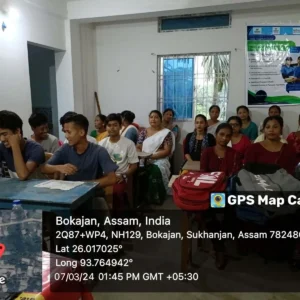 GPS Map Ca
Bokajan, Assam, India
2Q87+WP4, NH129, Bokajan, Sukhanjan, Assam 78248
Lat 26.017025°
Long 93.764942°
07/03/24 01:45 PM GMT +05:30